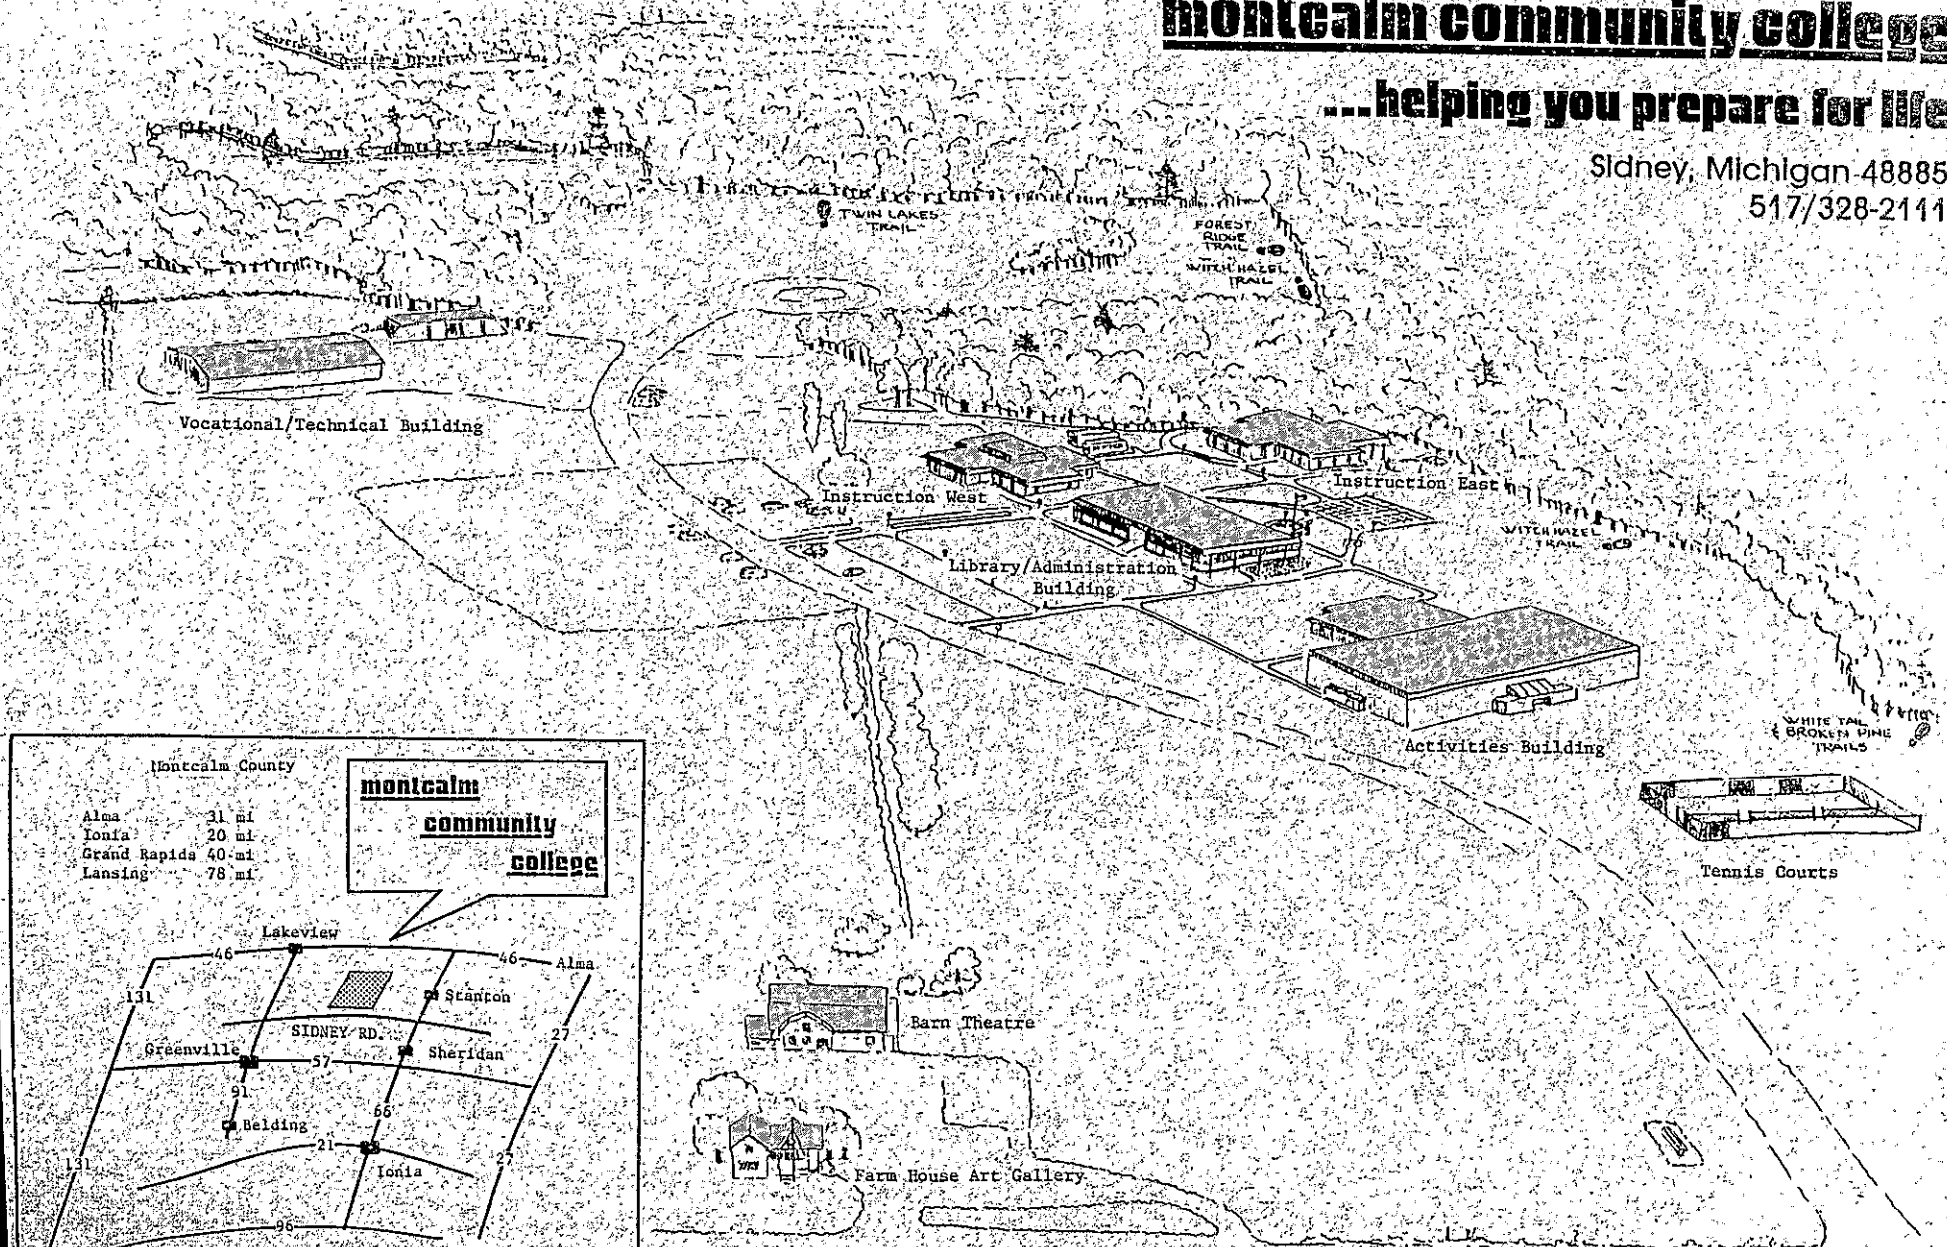 montcalm community college
...helping you prepare for life
Sidney, Michigan 48885
517/328-2111
TWIN LAKES
TRAIL
FOREST
RIDGE
TRAIL
WITCH HAZEL
TRAIL
Vocational/Technical Building
Instruction West
Instruction East
WITCH HAZEL
TRAIL
Library/Administration
Building
Activities Building
WHITE TAIL
& BROKEN PINE
TRAILS
Tennis Courts
Barn Theatre
Farm House Art Gallery
Montcalm County
Alma 31 mi
Ionia 20 mi
Grand Rapids 40 mi
Lansing 78 mi
montcalm
community
college
Lakeview
46
46
Alma
131
Stanton
SIDNEY RD.
27
Greenville
Sheridan
57
91
66
Belding
21
Ionia
131
27
96